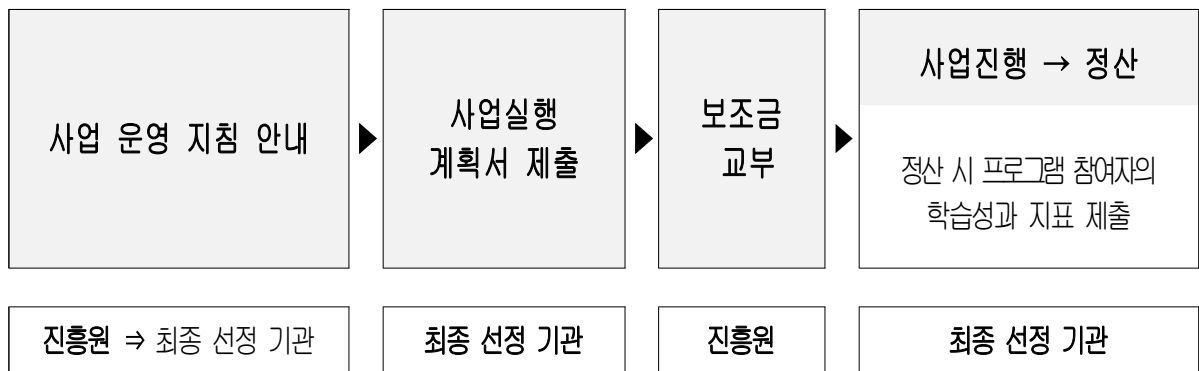 사업 운영 지침 안내
▶
사업실행
계획서 제출
▶
보조금
교부
▶
사업진행 → 정산
정산 시 프로그램 참여자의
학습성과 지표 제출
진흥원 ⇒ 최종 선정 기관
최종 선정 기관
진흥원
최종 선정 기관